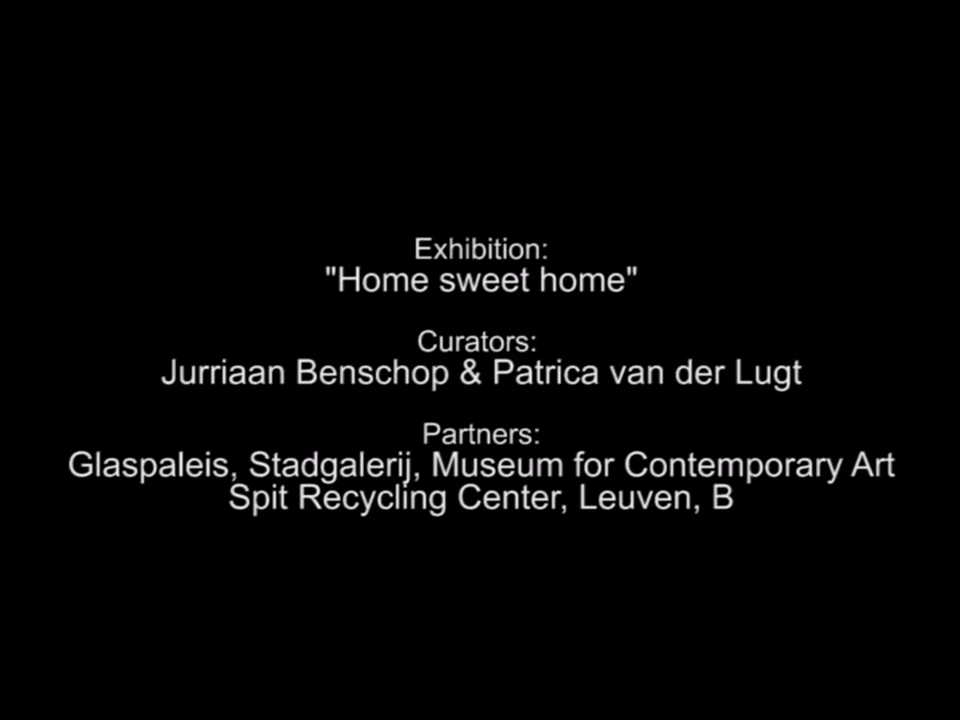 Exhibition:
"Home sweet home"
Curators:
Jurriaan Benschop & Patrica van der Lugt
Partners:
Glaspaleis, Stadgalerij, Museum for Contemporary Art
Spit Recycling Center, Leuven, B